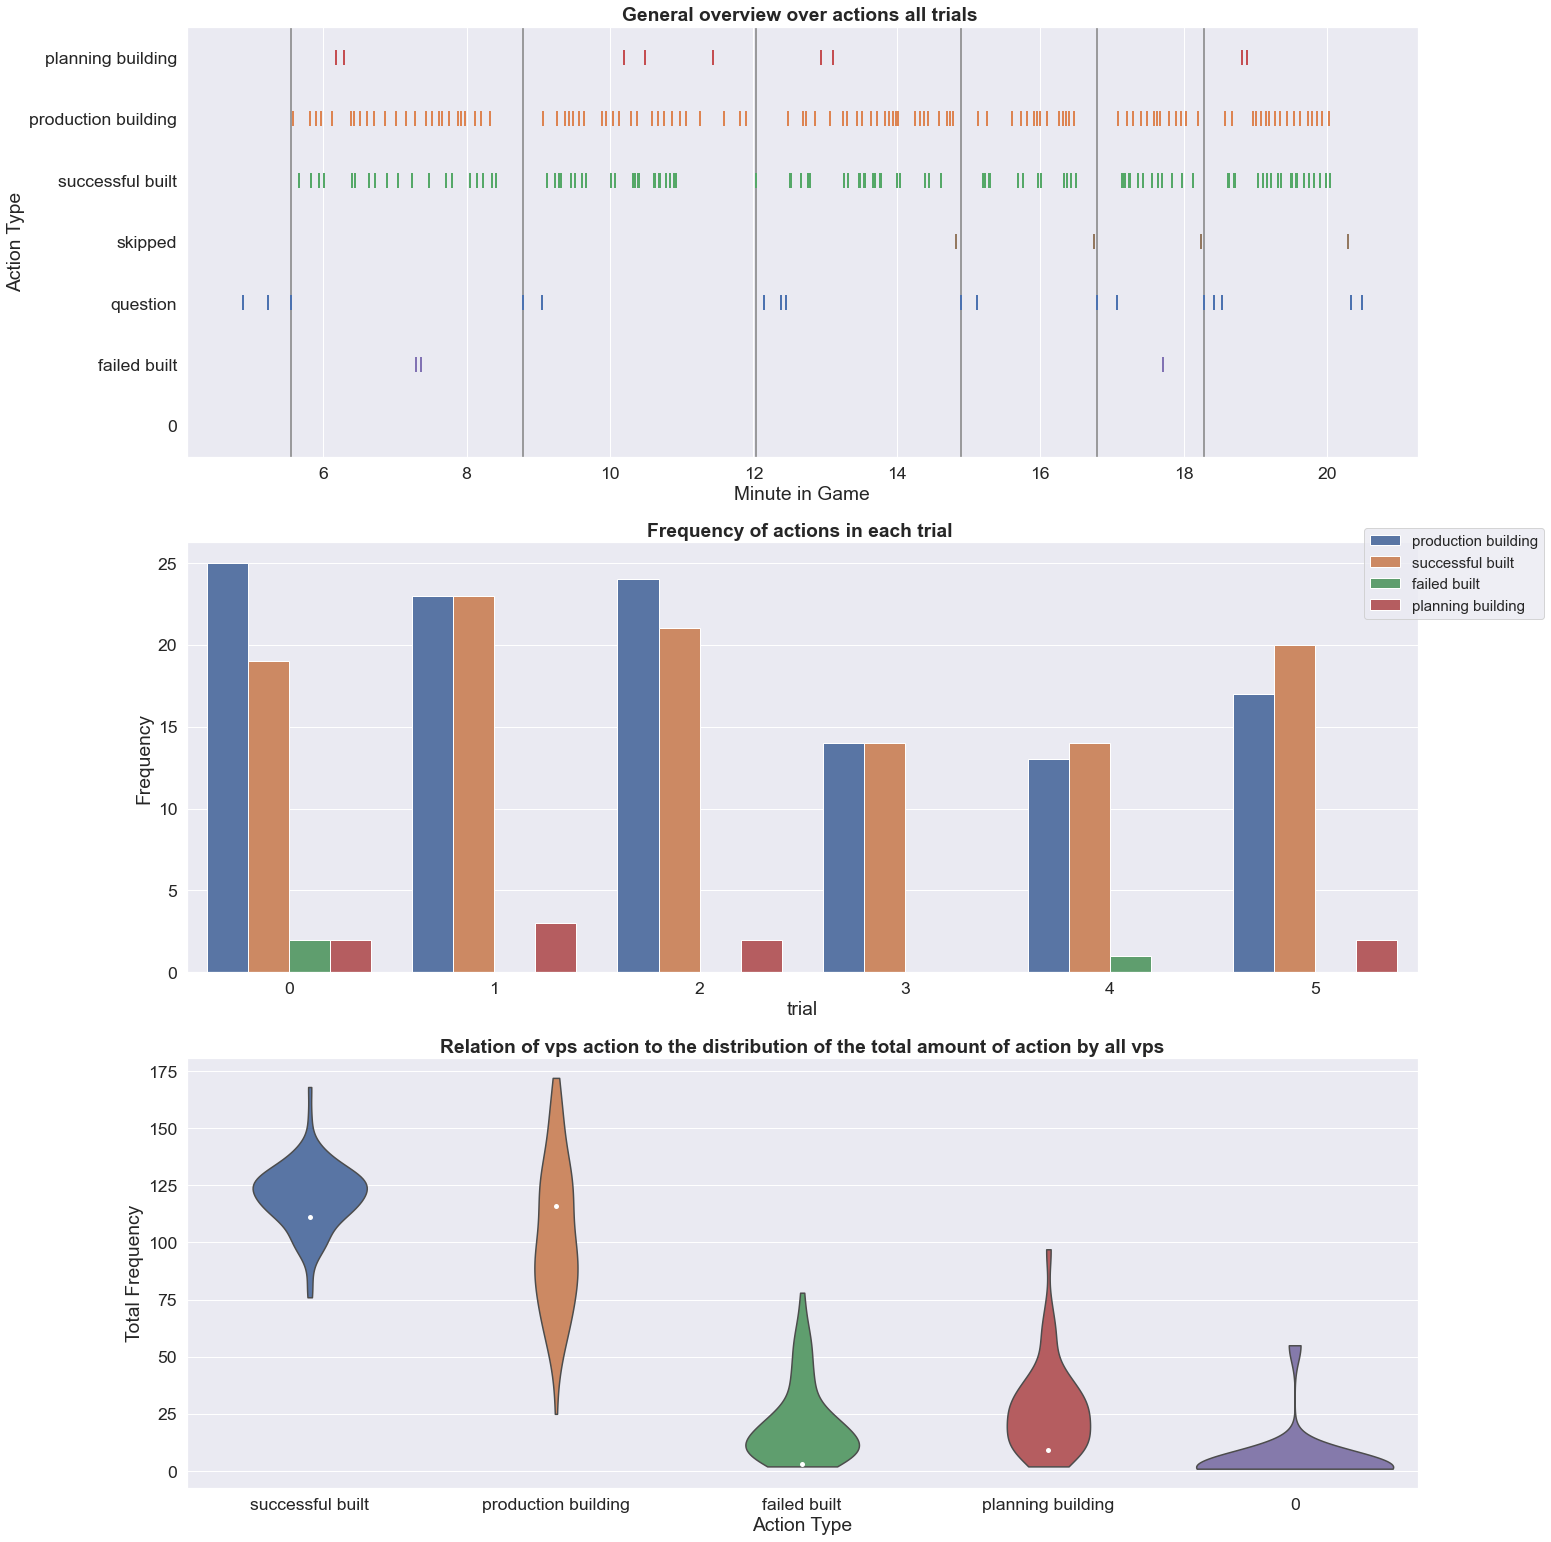 General overview over actions all trials
planning building
production building
successful built
skipped
question
failed built
0
Action Type
6 8 10 12 14 16 18 20
Minute in Game
Frequency of actions in each trial
production building
successful built
failed built
planning building
25
20
15
10
5
0
Frequency
0 1 2 3 4 5
trial
Relation of vps action to the distribution of the total amount of action by all vps
175
150
125
100
75
50
25
0
Total Frequency
successful built production building failed built planning building 0
Action Type